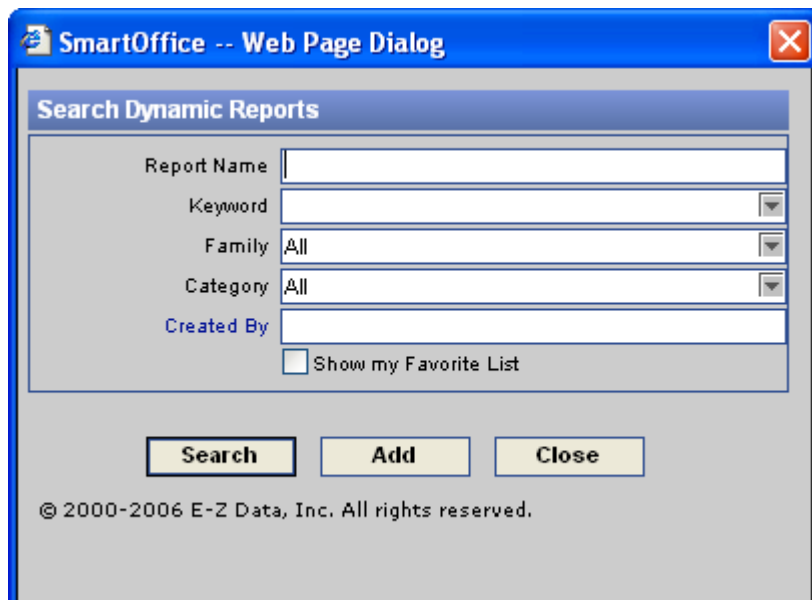 SmartOffice -- Web Page Dialog
Search Dynamic Reports
Report Name
Keyword
Family All
Category All
Created By
Show my Favorite List
Search Add Close
© 2000-2006 E-Z Data, Inc. All rights reserved.